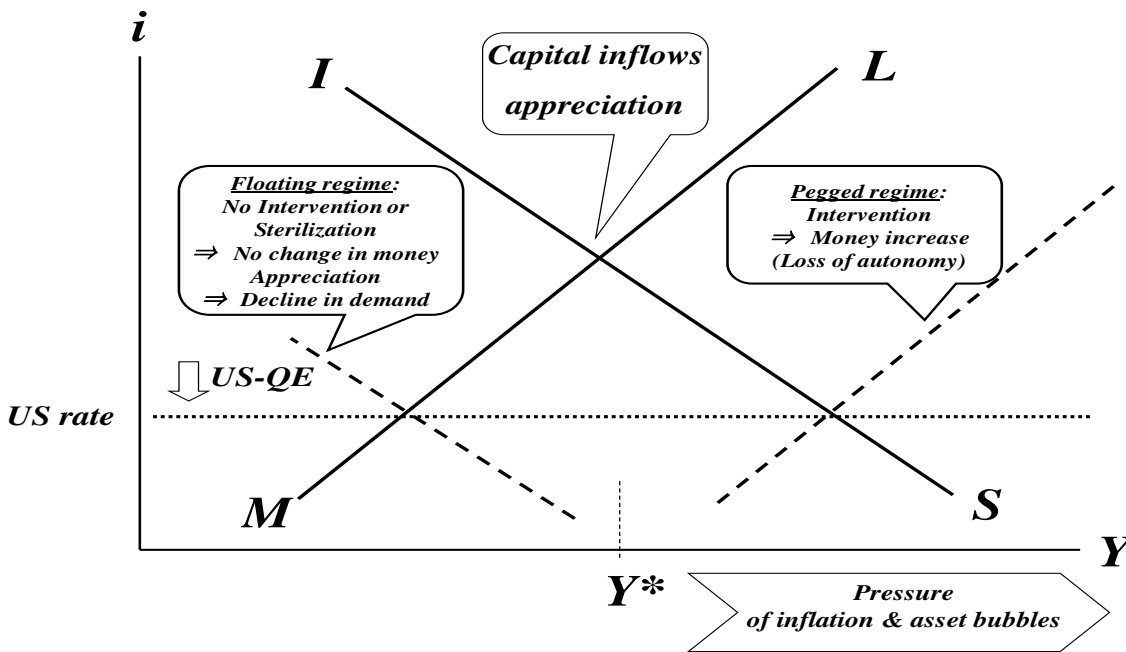 i
I
Capital inflows
appreciation
L
Floating regime:
No Intervention or
Sterilization
⇒ No change in money
Appreciation
⇒ Decline in demand
Pegged regime:
Intervention
⇒ Money increase
(Loss of autonomy)
US-QE
US rate
M
S
Y
Y*
Pressure
of inflation & asset bubbles